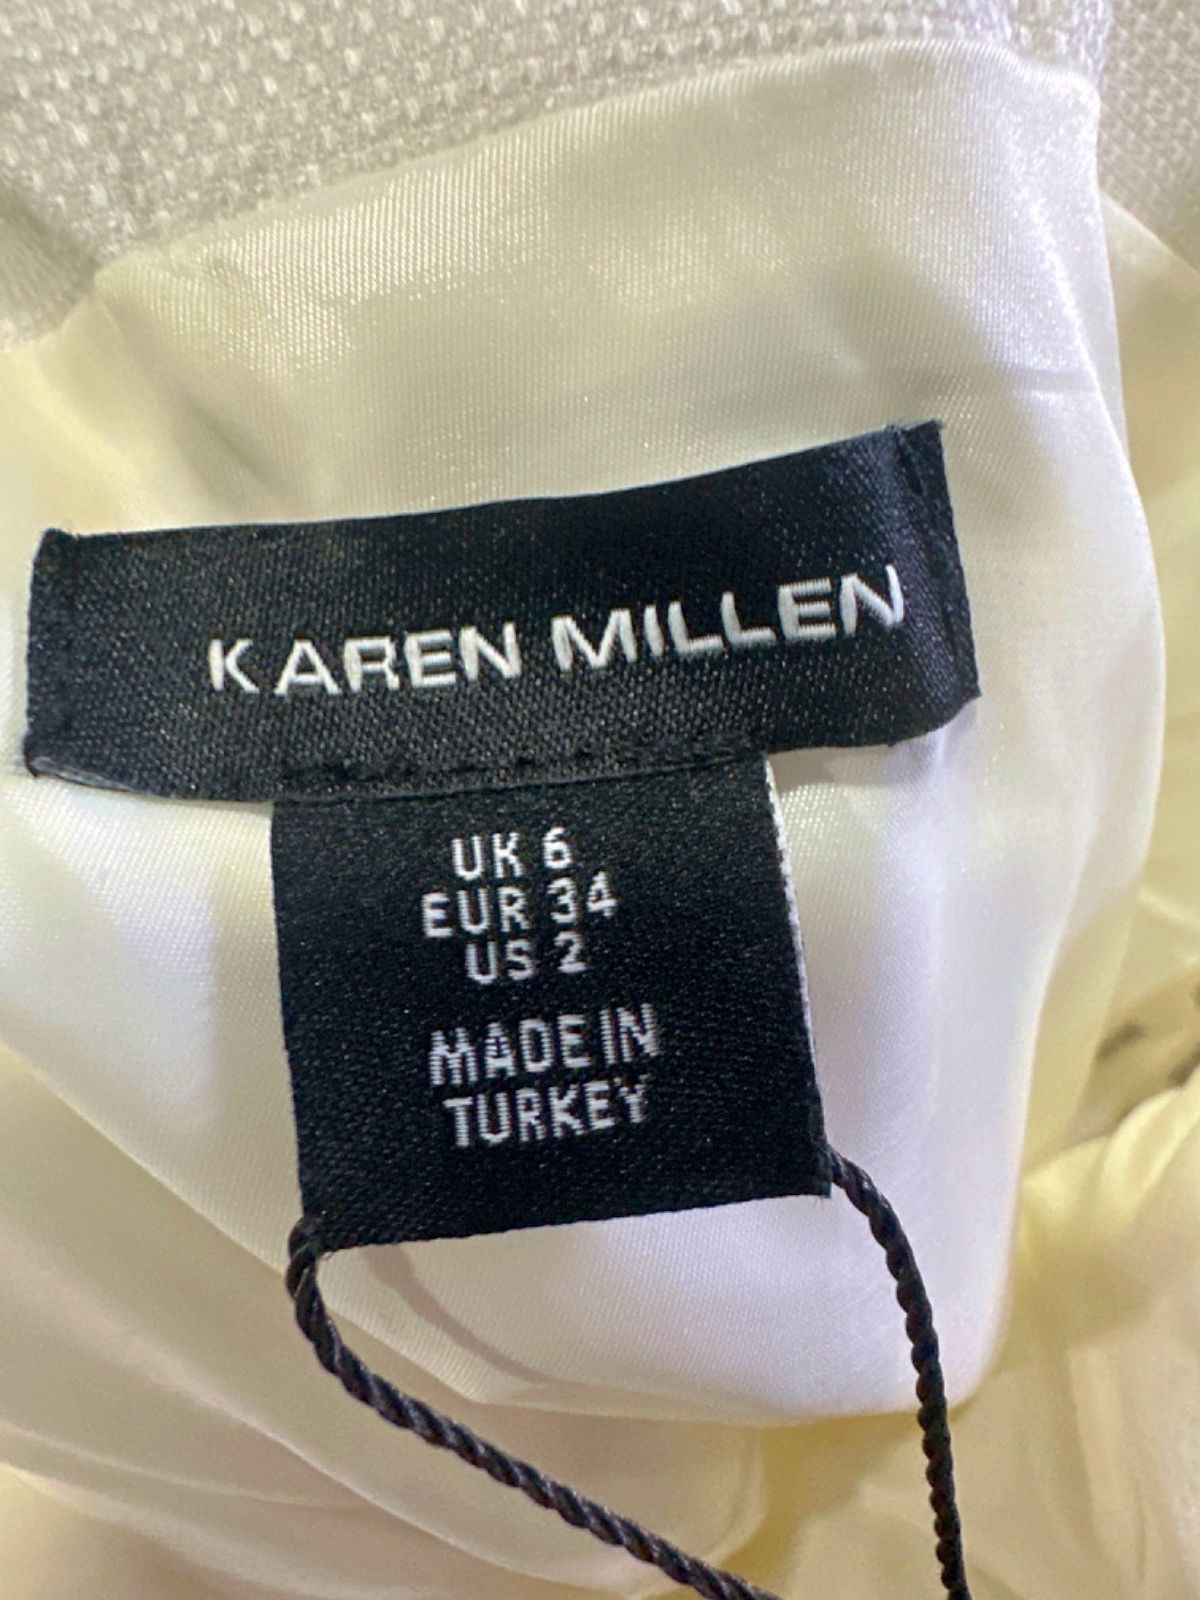 KAREN MILLEN
UK 6
EUR 34
US 2
MADE IN
TURKEY